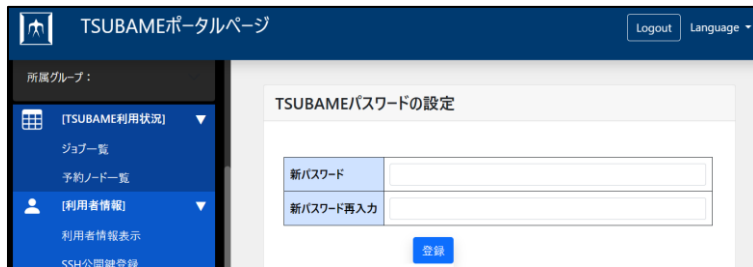 TSUBAMEポータルページ
Logout
Language
所属グループ：
[TSUBAME利用状況]
ジョブ一覧
予約ノード一覧
[利用者情報]
利用者情報表示
SSH公開鍵登録
TSUBAMEパスワードの設定
新パスワード
新パスワード再入力
登録